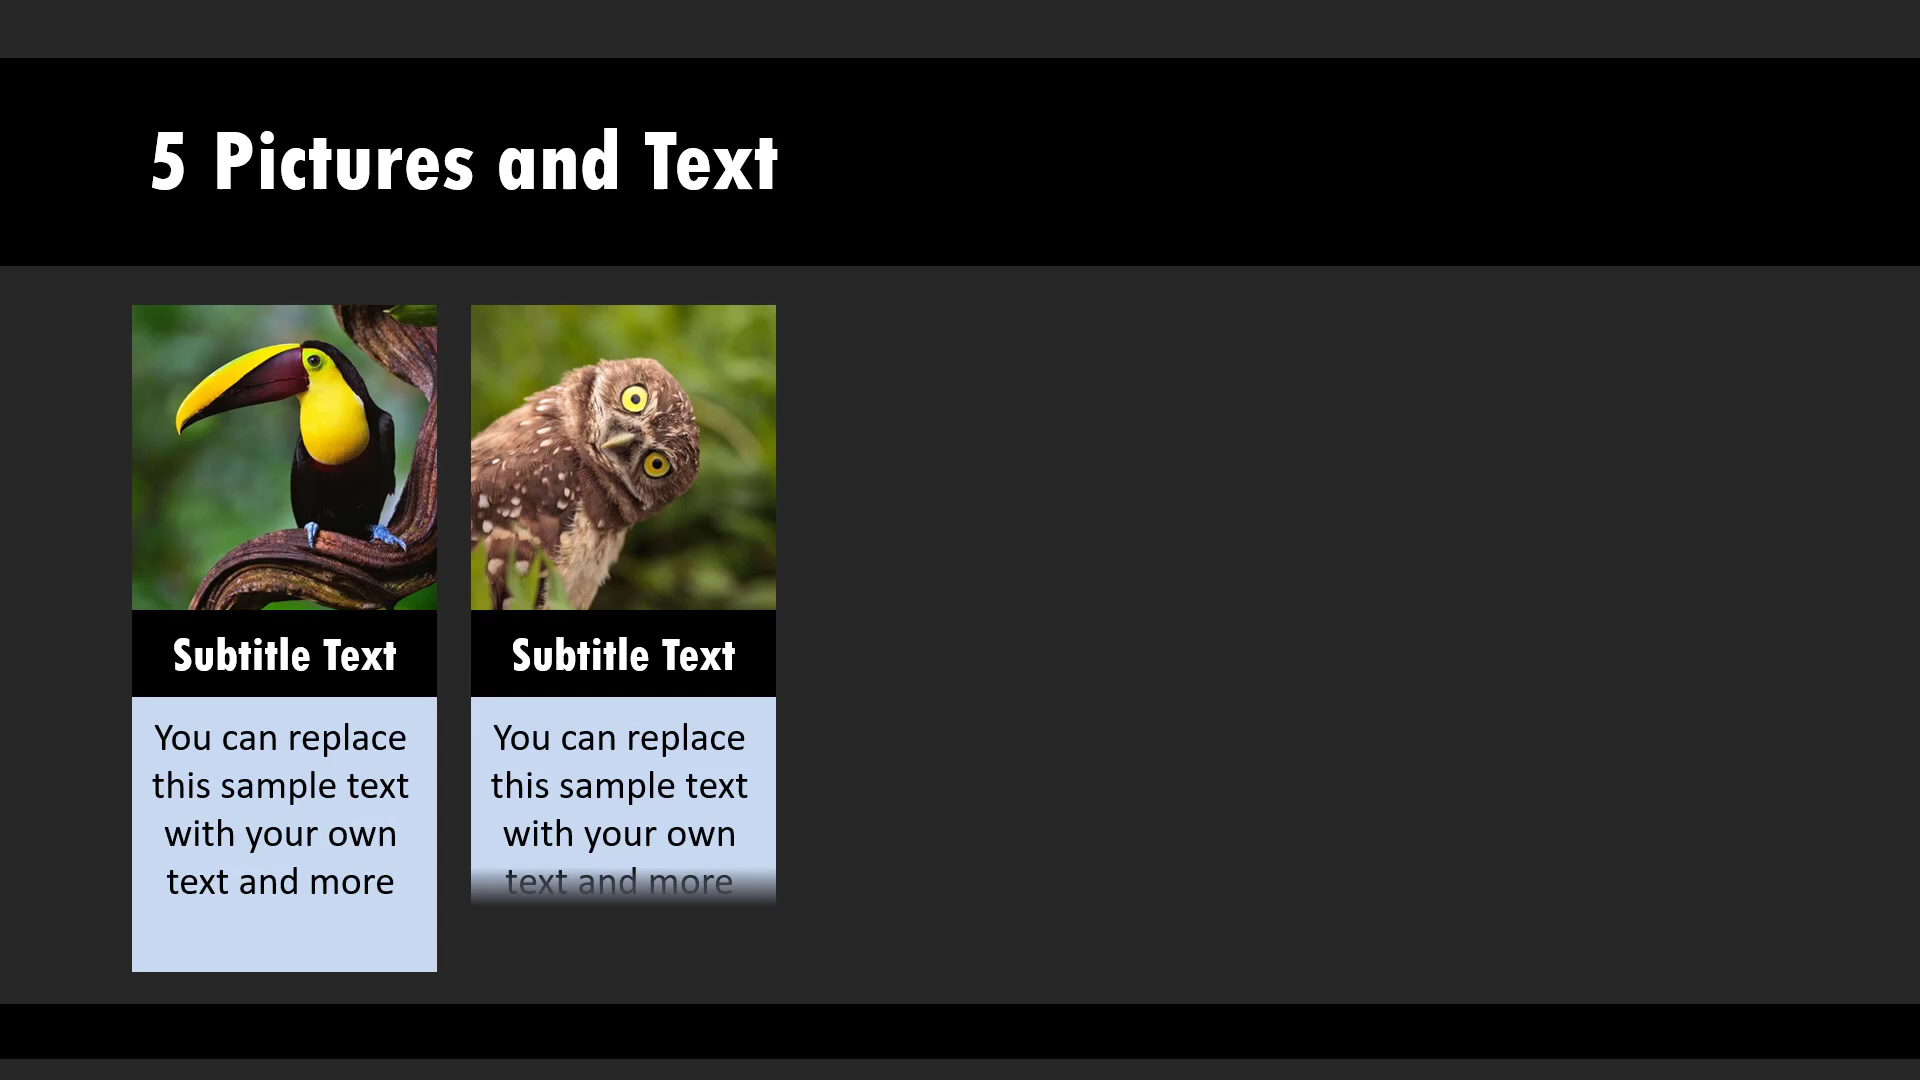 5 Pictures and Text
Subtitle Text
You can replace
this sample text
with your own
text and more
Subtitle Text
You can replace
this sample text
with your own
text and more